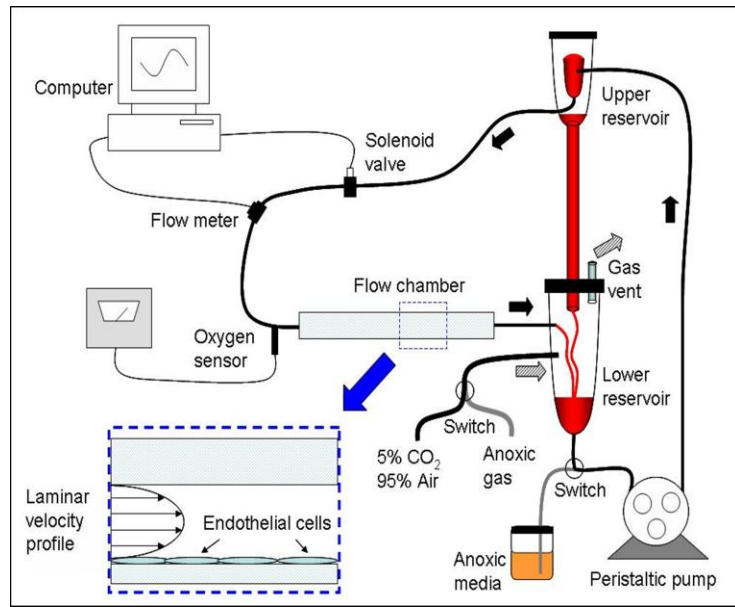 Computer
Solenoid
valve
Upper
reservoir
Flow meter
Gas
vent
Flow chamber
Oxygen
sensor
Lower
reservoir
Switch
5% CO₂
95% Air
Anoxic
gas
Switch
Laminar
velocity
profile
Endothelial cells
Anoxic
media
Peristaltic pump